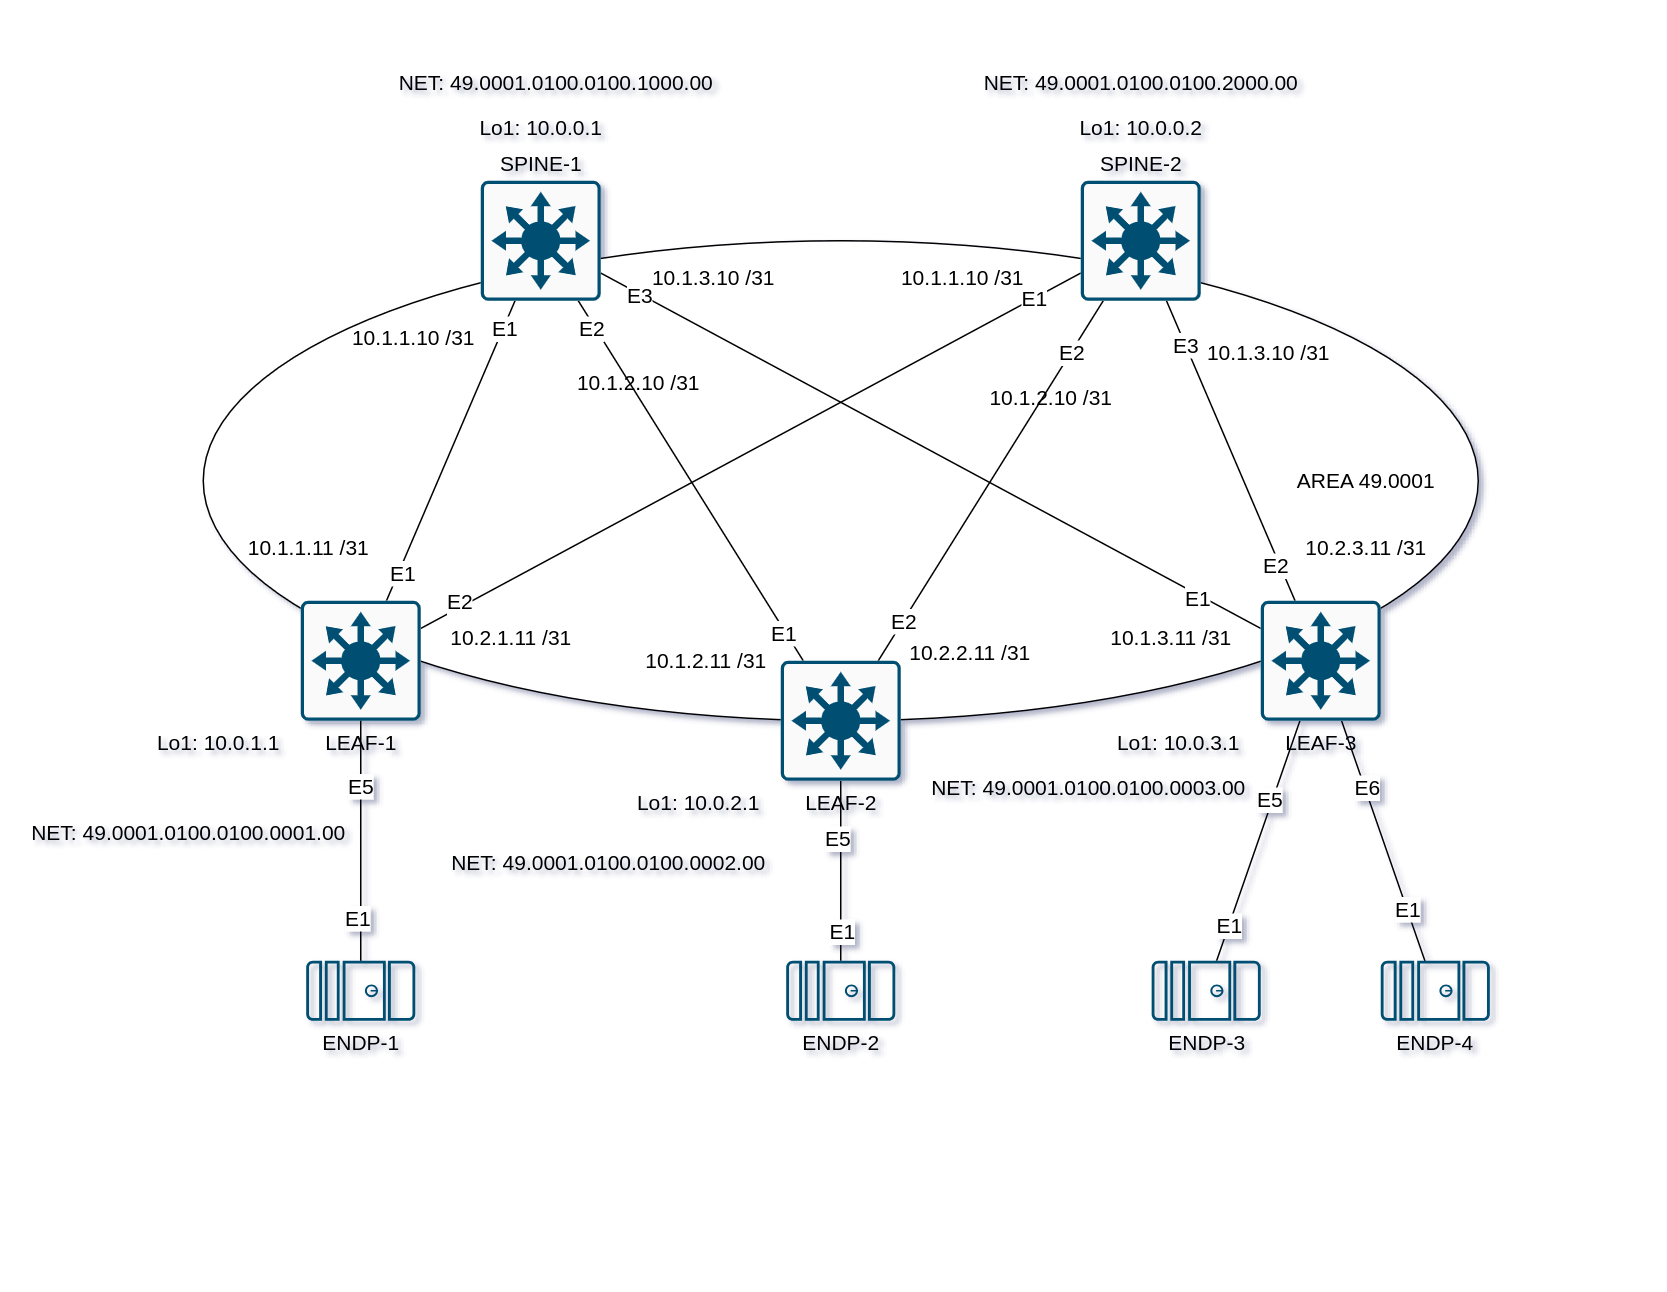 NET: 49.0001.0100.0100.1000.00
NET: 49.0001.0100.0100.2000.00
Lo1: 10.0.0.1
Lo1: 10.0.0.2
SPINE-1
SPINE-2
10.1.3.10 /31
10.1.1.10 /31
E3
E1
10.1.1.10 /31
E1
E2
E2
E3
10.1.3.10 /31
10.1.2.10 /31
10.1.2.10 /31
AREA 49.0001
10.1.1.11 /31
10.2.3.11 /31
E1
E2
E2
E1
10.2.1.11 /31
E1
E2
10.1.3.11 /31
10.1.2.11 /31
10.2.2.11 /31
Lo1: 10.0.1.1
LEAF-1
Lo1: 10.0.3.1
LEAF-3
E5
NET: 49.0001.0100.0100.0003.00
E5
E6
Lo1: 10.0.2.1
LEAF-2
NET: 49.0001.0100.0100.0001.00
E5
NET: 49.0001.0100.0100.0002.00
E1
E1
E1
E1
ENDP-1
ENDP-2
ENDP-3
ENDP-4